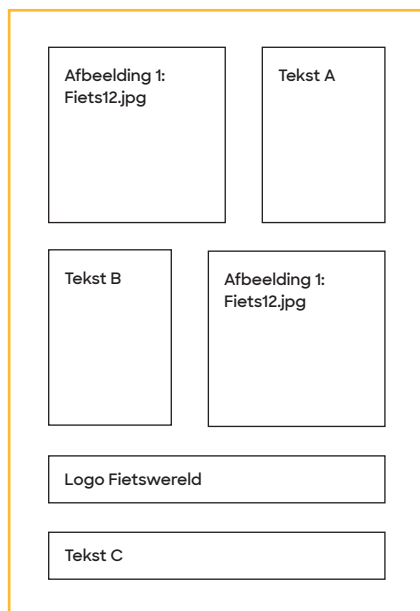 Afbeelding 1:
Fiets12.jpg
Tekst A
Tekst B
Afbeelding 1:
Fiets12.jpg
Logo Fietswereld
Tekst C